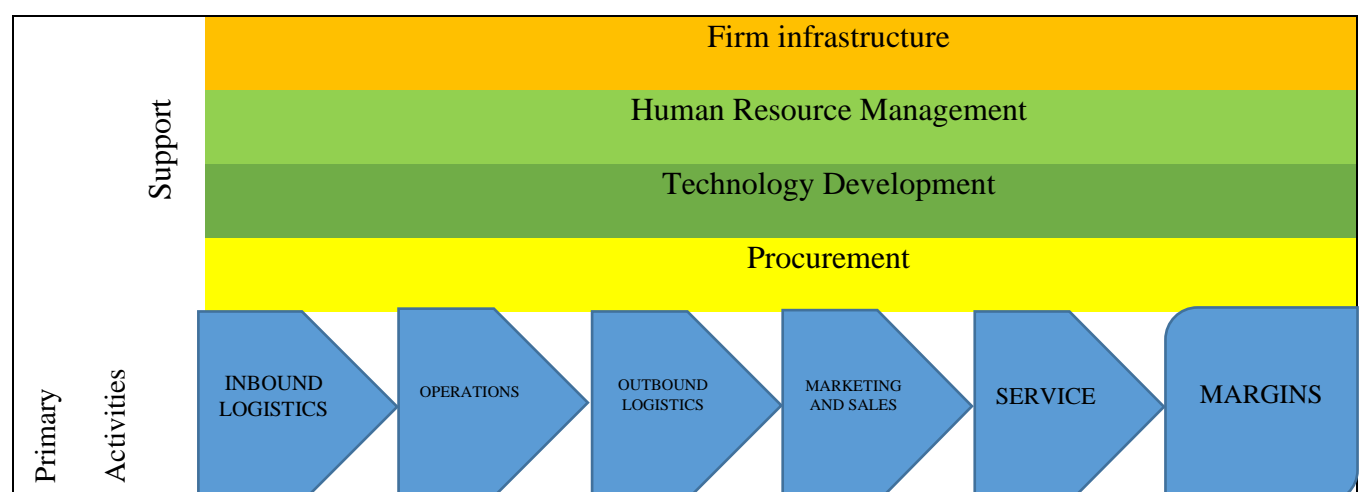 Firm infrastructure
Support
Human Resource Management
Technology Development
Procurement
Primary
Activities
INBOUND
LOGISTICS
OPERATIONS
OUTBOUND
LOGISTICS
MARKETING
AND SALES
SERVICE
MARGINS